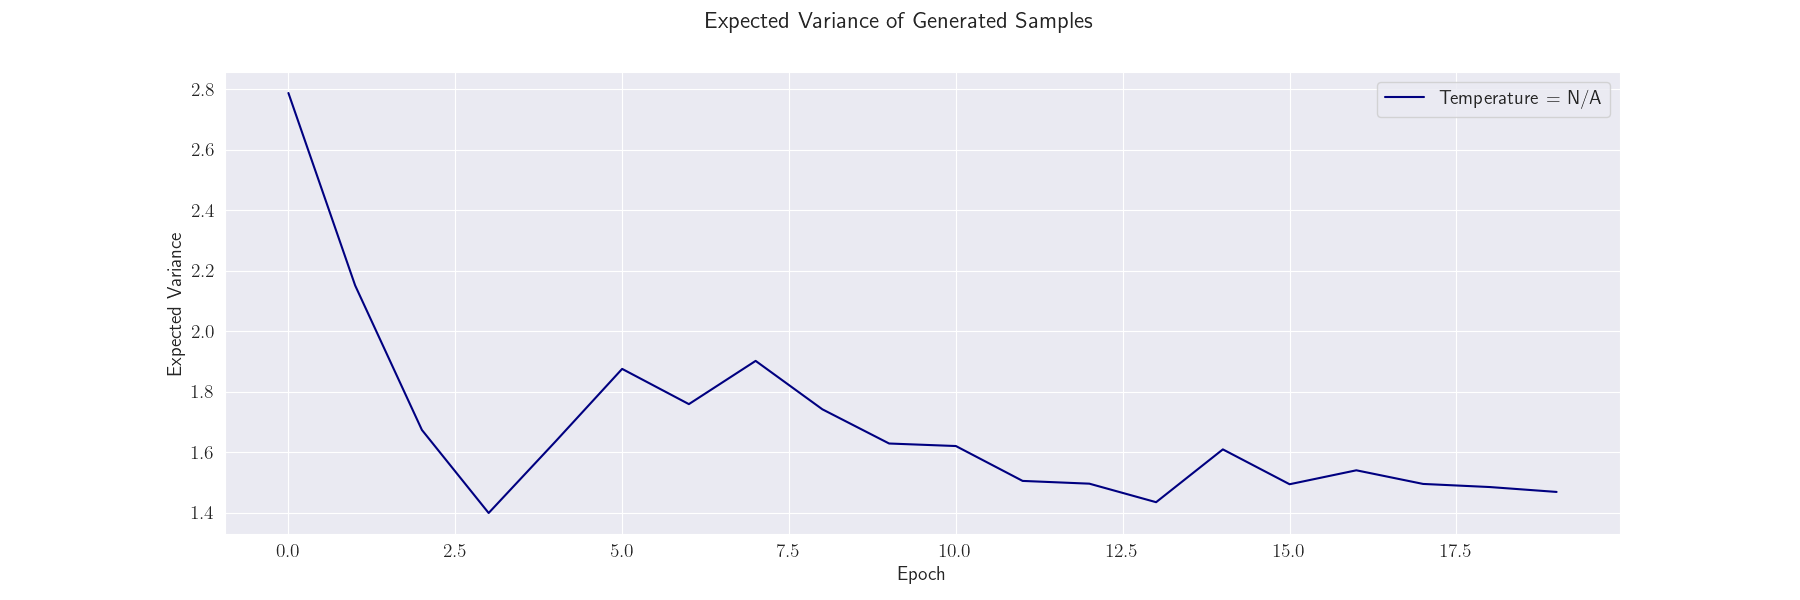 Expected Variance of Generated Samples
Temperature = N/A
2.8
2.6
2.4
2.2
2.0
1.8
1.6
1.4
Expected Variance
0.0 2.5 5.0 7.5 10.0 12.5 15.0 17.5
Epoch